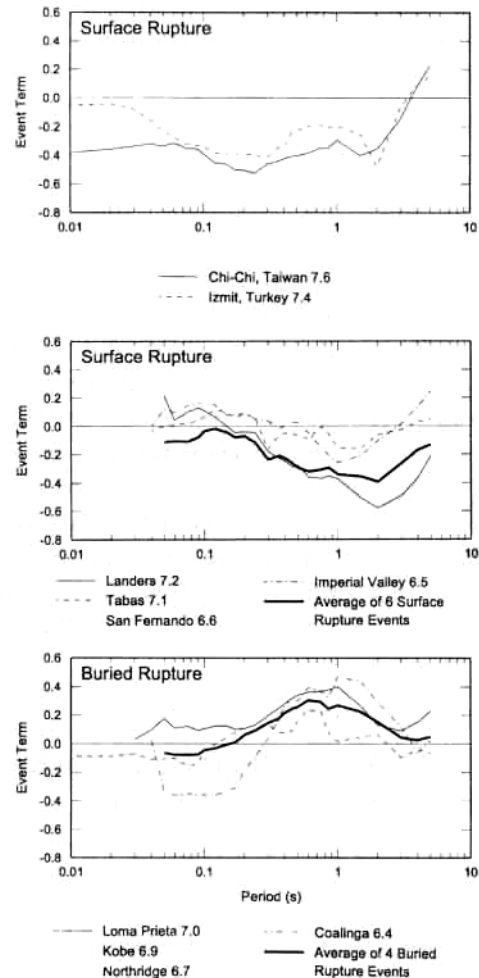 Surface Rupture
0.6
0.4
0.2
0.0
-0.2
-0.4
-0.6
-0.8
Event Term
0.01
0.1
1
10
Chi-Chi, Taiwan 7.6
Izmit, Turkey 7.4
Surface Rupture
0.6
0.4
0.2
0.0
-0.2
-0.4
-0.6
-0.8
Event Term
0.01
0.1
1
10
Landers 7.2
Tabas 7.1
San Fernando 6.6
Imperial Valley 6.5
Average of 6 Surface
Rupture Events
Buried Rupture
0.6
0.4
0.2
0.0
-0.2
-0.4
-0.6
-0.8
Event Term
0.01
0.1
1
10
Period (s)
Loma Prieta 7.0
Kobe 6.9
Northridge 6.7
Coalinga 6.4
Average of 4 Buried
Rupture Events